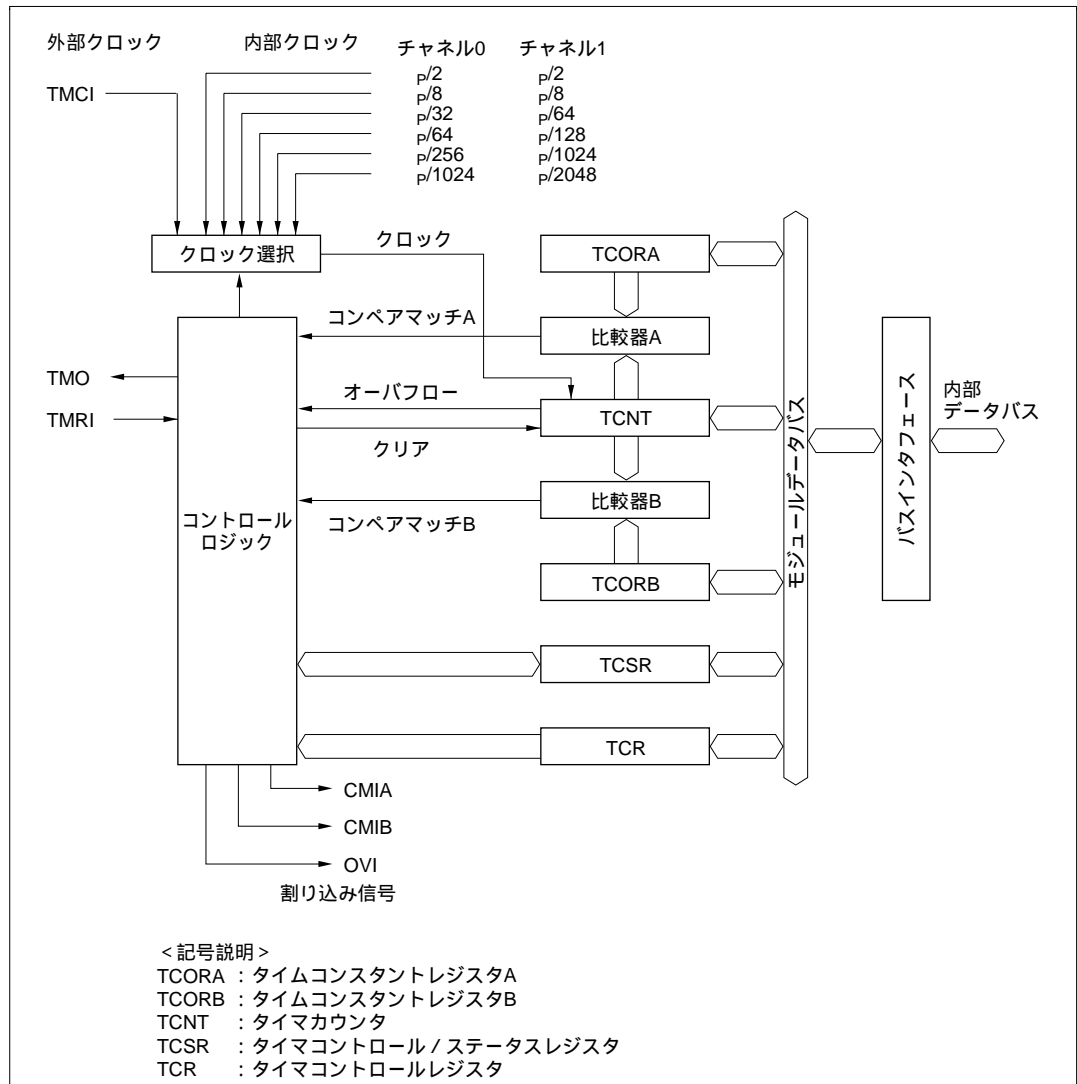 外部クロック 内部クロック チャネル0 チャネル1
P/2 P/2
TMCI P/8 P/8
P/32 P/64
P/64 P/128
P/256 P/1024
P/1024 P/2048
クロック選択
クロック
TCORA
コンペアマッチA
比較器A
TMO
オーバフロー
TMRI
TCNT
クリア
比較器B
コンペアマッチB
コントロール
ロジック
TCORB
モジュールデータバス
バスインタフェース
内部
データバス
TCSR
TCR
CMIA
CMIB
OVI
割り込み信号
<記号説明>
TCORA :タイムコンスタントレジスタA
TCORB :タイムコンスタントレジスタB
TCNT :タイマカウンタ
TCSR :タイマコントロール / ステータスレジスタ
TCR :タイマコントロールレジスタ